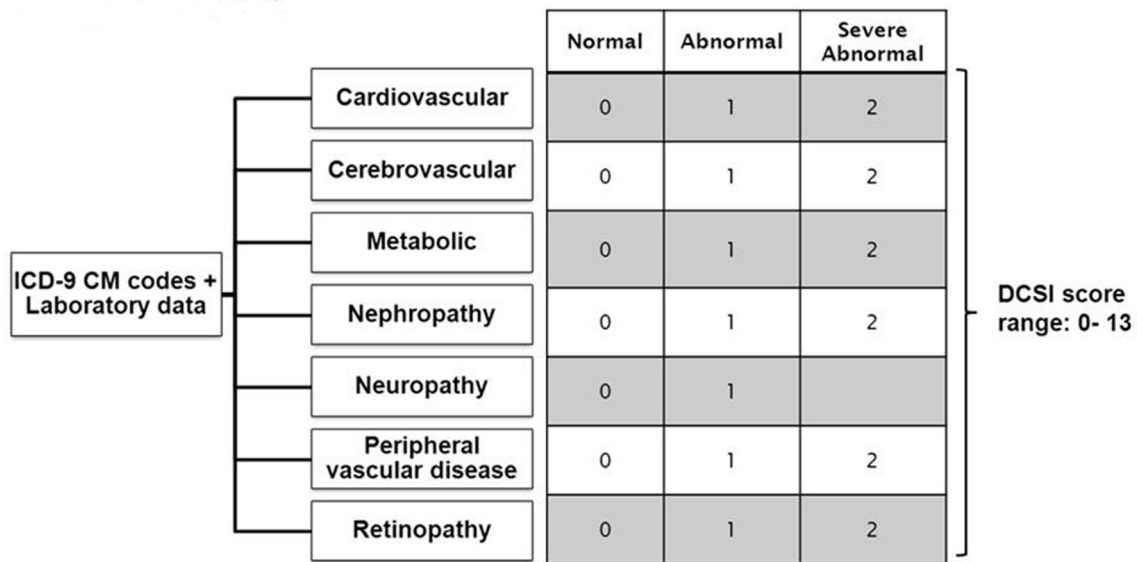 Normal Abnormal Severe
Abnormal
Cardiovascular 0 1 2
Cerebrovascular 0 1 2
Metabolic 0 1 2
ICD-9 CM codes +
Laboratory data
Nephropathy 0 1 2
DCSI score
range: 0- 13
Neuropathy 0 1
Peripheral
vascular disease 0 1 2
Retinopathy 0 1 2